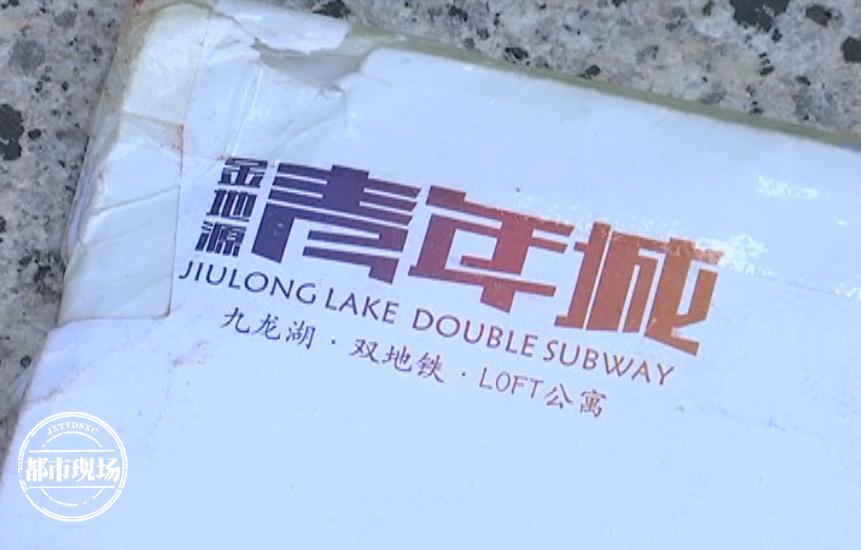 金地源
青年城
JIULONG LAKE DOUBLE SUBWAY
九龙湖·双地铁·LOFT公寓
JXTVDSXC
都市现场